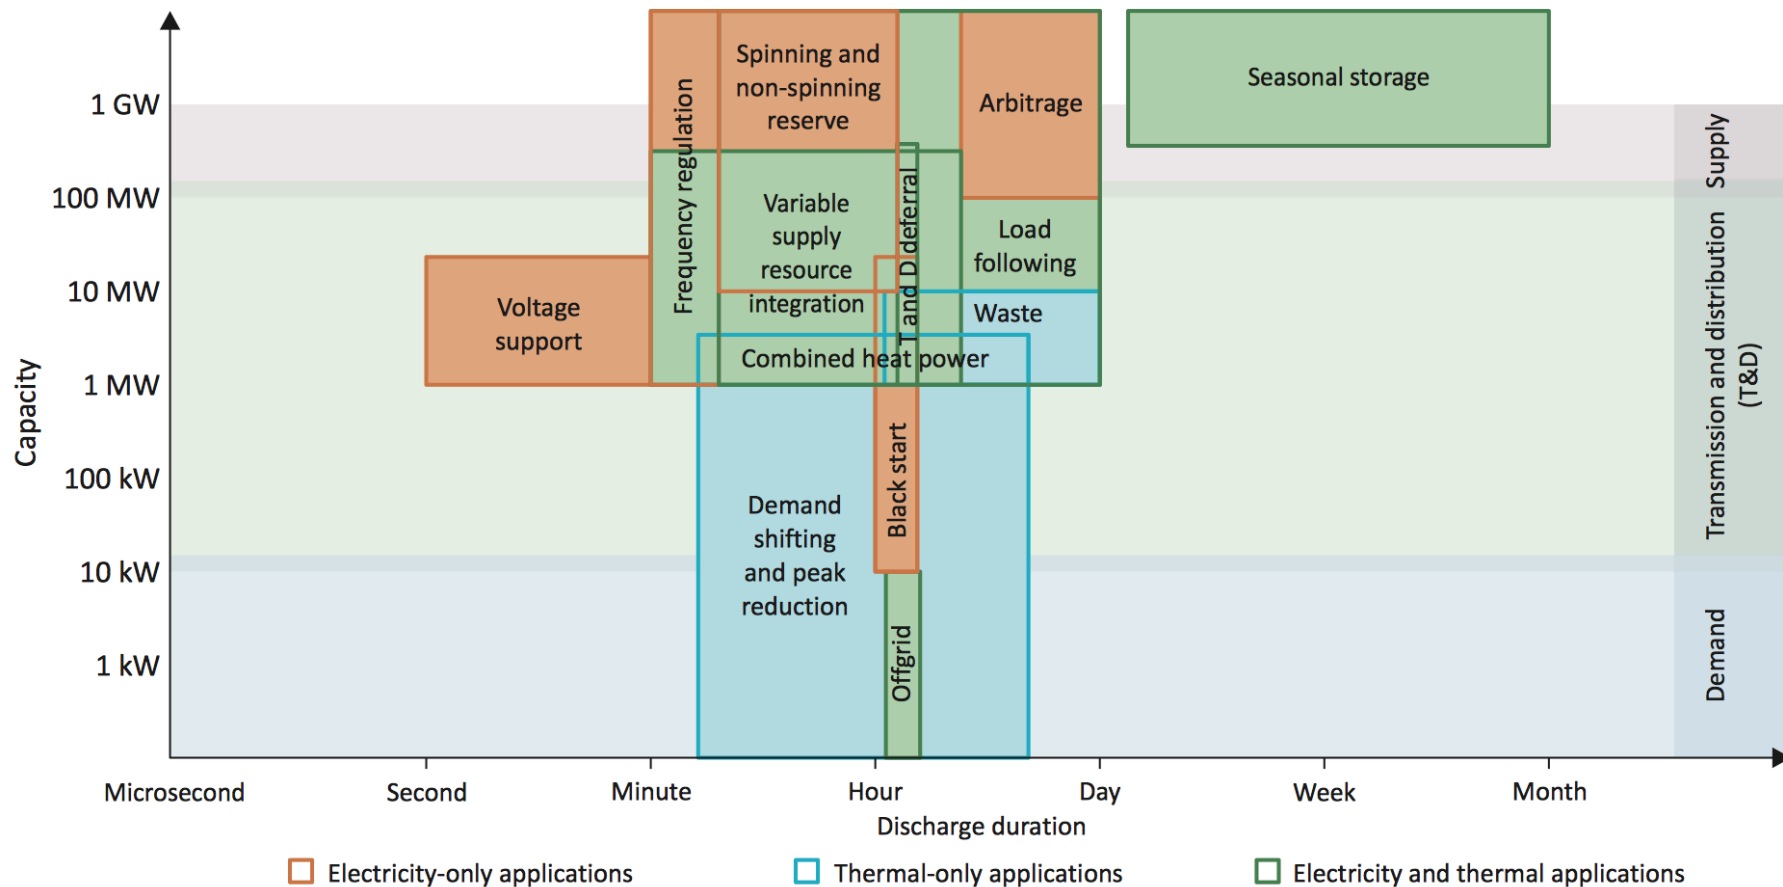 Capacity
1 GW
100 MW
10 MW
1 MW
100 kW
10 kW
1 kW
Voltage
support
Frequency regulation
Spinning and
non-spinning
reserve
Variable
supply
resource
integration
T and D deferral
Arbitrage
Load
following
Waste
Combined heat power
Demand
shifting
and peak
reduction
Black start
Offgrid
Seasonal storage
Supply
Transmission and distribution
(T&D)
Demand
Microsecond
Second
Minute
Hour
Day
Week
Month
Discharge duration
Electricity-only applications
Thermal-only applications
Electricity and thermal applications